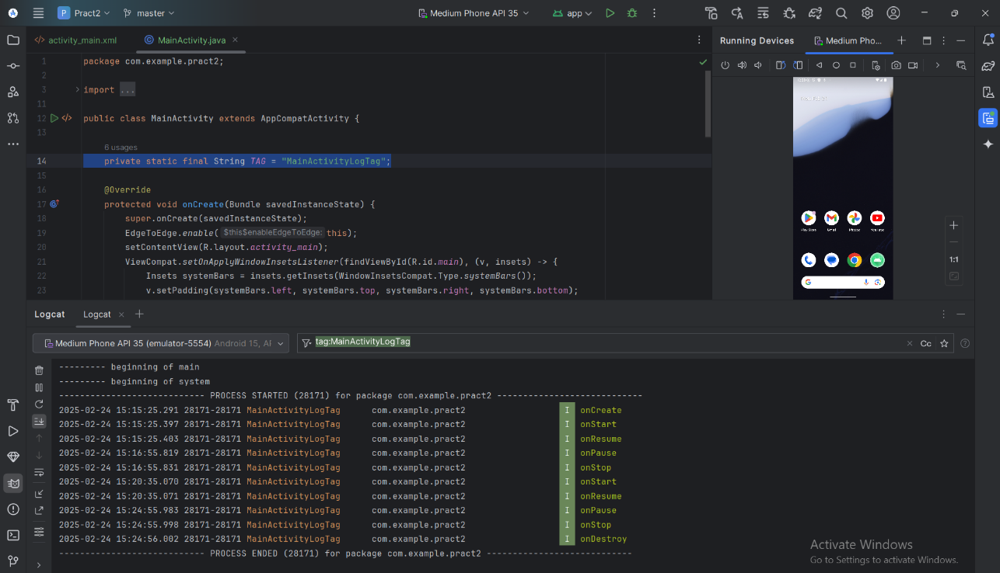 Pract2 master Medium Phone API 35 app
activity_main.xml MainActivity.java Running Devices Medium Pho...
1 package com.example.pract2;
2
3 import ...
11
12 public class MainActivity extends AppCompatActivity {
13
6 usages
14 private static final String TAG = "MainActivityLogTag";
15
16 @Override
17 protected void onCreate(Bundle savedInstanceState) {
18 super.onCreate(savedInstanceState);
19 EdgeToEdge.enable( $this$enableEdgeToEdge: this);
20 setContentView(R.layout.activity_main);
21 ViewCompat.setOnApplyWindowInsetsListener(findViewById(R.id.main), (v, insets) -> {
22 Insets systemBars = insets.getInsets(WindowInsetsCompat.Type.systemBars());
23 v.setPadding(systemBars.left, systemBars.top, systemBars.right, systemBars.bottom);
Play Store Gmail Photos YouTube
1:1
Logcat Logcat
Medium Phone API 35 (emulator-5554) Android 15, AP tag:MainActivityLogTag Cc
--------- beginning of main
--------- beginning of system
---------------------------- PROCESS STARTED (28171) for package com.example.pract2 ----------------------------
2025-02-24 15:15:25.291 28171-28171 MainActivityLogTag com.example.pract2 I onCreate
2025-02-24 15:15:25.397 28171-28171 MainActivityLogTag com.example.pract2 I onStart
2025-02-24 15:15:25.403 28171-28171 MainActivityLogTag com.example.pract2 I onResume
2025-02-24 15:16:55.819 28171-28171 MainActivityLogTag com.example.pract2 I onPause
2025-02-24 15:16:55.831 28171-28171 MainActivityLogTag com.example.pract2 I onStop
2025-02-24 15:20:35.070 28171-28171 MainActivityLogTag com.example.pract2 I onStart
2025-02-24 15:20:35.071 28171-28171 MainActivityLogTag com.example.pract2 I onResume
2025-02-24 15:24:55.983 28171-28171 MainActivityLogTag com.example.pract2 I onPause
2025-02-24 15:24:55.998 28171-28171 MainActivityLogTag com.example.pract2 I onStop
2025-02-24 15:24:56.002 28171-28171 MainActivityLogTag com.example.pract2 I onDestroy
---------------------------- PROCESS ENDED (28171) for package com.example.pract2 ----------------------------
Activate Windows
Go to Settings to activate Windows.